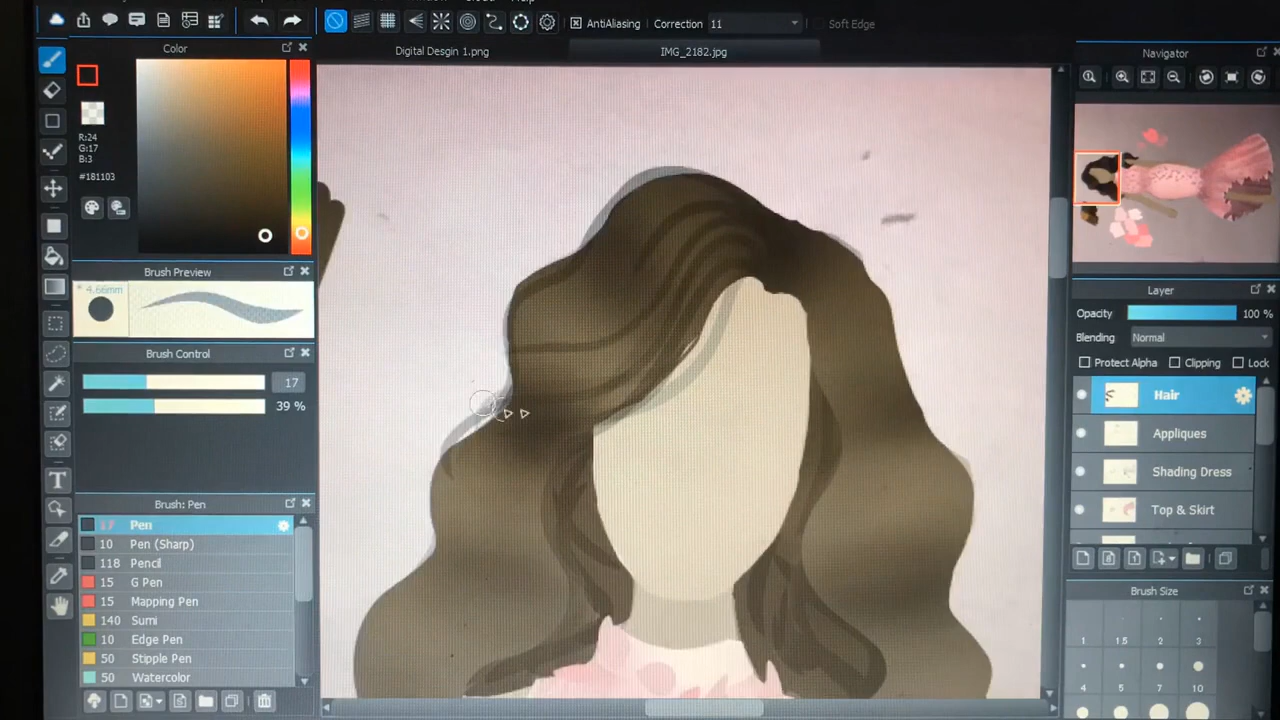 AntiAliasing Correction 11 Soft Edge
Color
Digital Desgin 1.png IMG_2182.jpg
Navigator
R:24
G:17
B:3
#181103
Brush Preview
* 4.66mm
Brush Control
17
39 %
Layer
Opacity 100 %
Blending Normal
Protect Alpha Clipping Lock
Hair
Appliques
Shading Dress
Top & Skirt
Brush: Pen
17 Pen
10 Pen (Sharp)
118 Pencil
15 G Pen
15 Mapping Pen
140 Sumi
10 Edge Pen
50 Stipple Pen
50 Watercolor
T
Brush Size
1 1.5 2 3
4 5 7 10